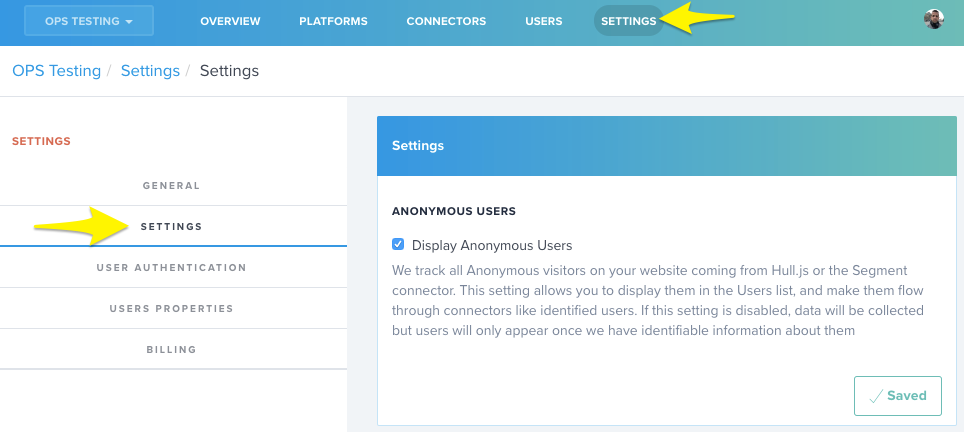 OPS TESTING OVERVIEW PLATFORMS CONNECTORS USERS SETTINGS
OPS Testing / Settings / Settings
SETTINGS
GENERAL
SETTINGS
USER AUTHENTICATION
USERS PROPERTIES
BILLING
Settings
ANONYMOUS USERS
Display Anonymous Users
We track all Anonymous visitors on your website coming from Hull.js or the Segment
connector. This setting allows you to display them in the Users list, and make them flow
through connectors like identified users. If this setting is disabled, data will be collected
but users will only appear once we have identifiable information about them
Saved